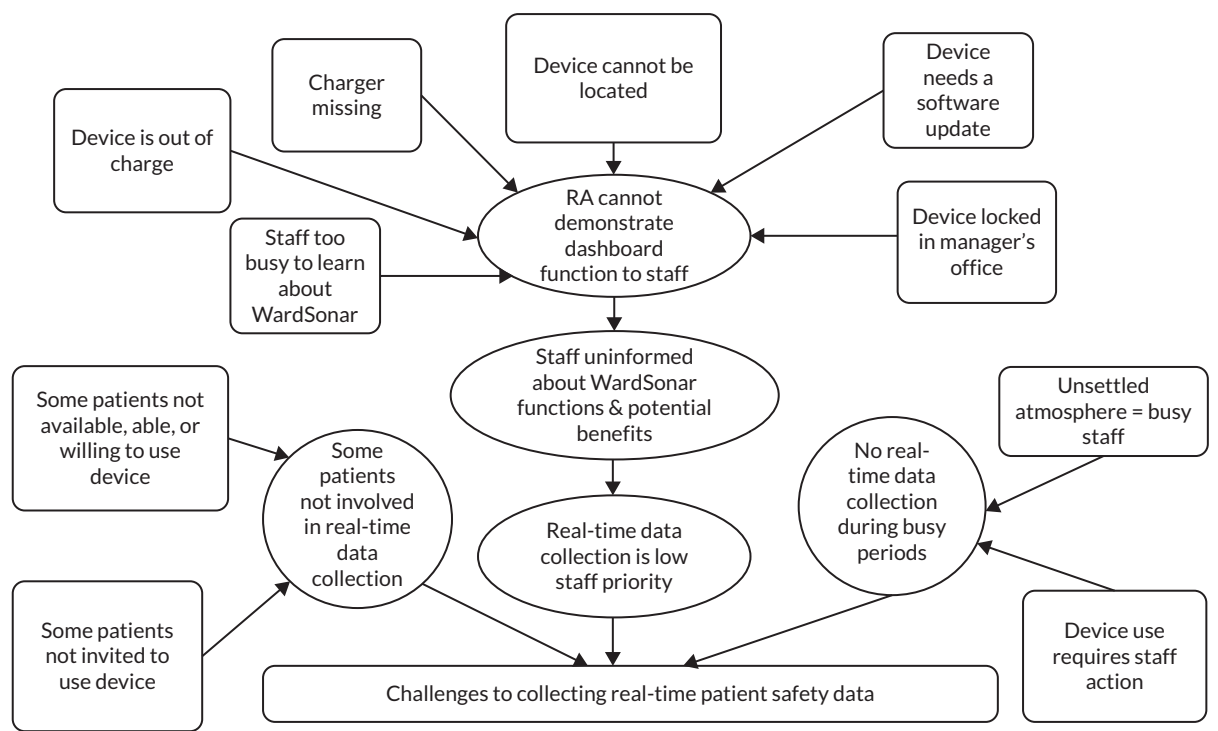 Device cannot be
located
Device
needs a
software
update
Charger
missing
Device is out of
charge
RA cannot
demonstrate
dashboard
function to staff
Device locked
in manager's
office
Staff too
busy to learn
about
WardSonar
Staff uninformed
about WardSonar
functions & potential
benefits
Unsettled
atmosphere = busy
staff
Some patients not
available, able, or
willing to use
device
Some
patients
not involved
in real-time
data
collection
No real-
time data
collection
during busy
periods
Real-time data
collection is low
staff priority
Some patients
not invited to
use device
Device use
requires staff
action
Challenges to collecting real-time patient safety data